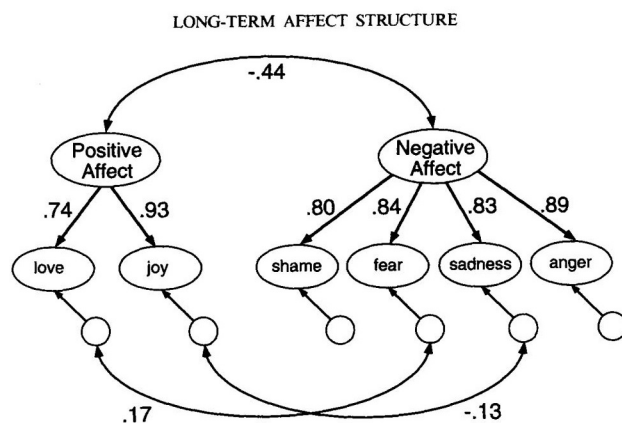 LONG-TERM AFFECT STRUCTURE
-.44
Positive
Affect
Negative
Affect
.74
.93
.80
.84
.83
.89
love
joy
shame
fear
sadness
anger
.17
-.13